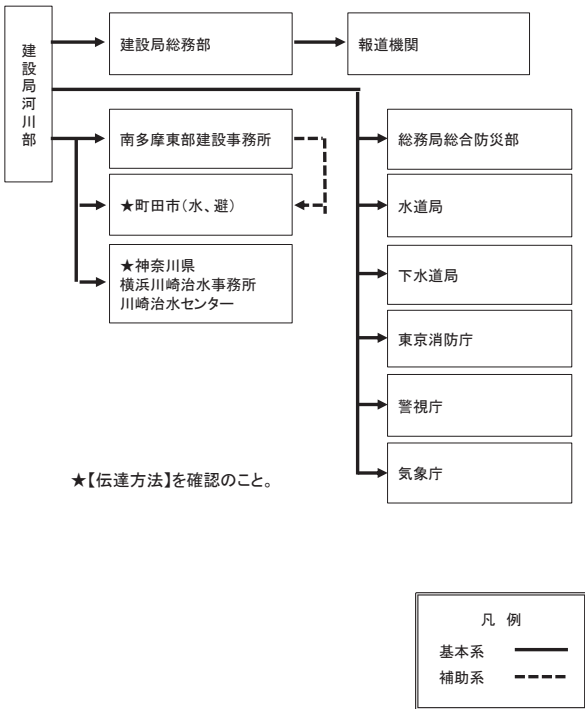 建設局河川部
建設局総務部
報道機関
南多摩東部建設事務所
★町田市(水、避)
★神奈川県
横浜川崎治水事務所
川崎治水センター
総務局総合防災部
水道局
下水道局
東京消防庁
警視庁
気象庁
★【伝達方法】を確認のこと。
凡 例
基本系
補助系